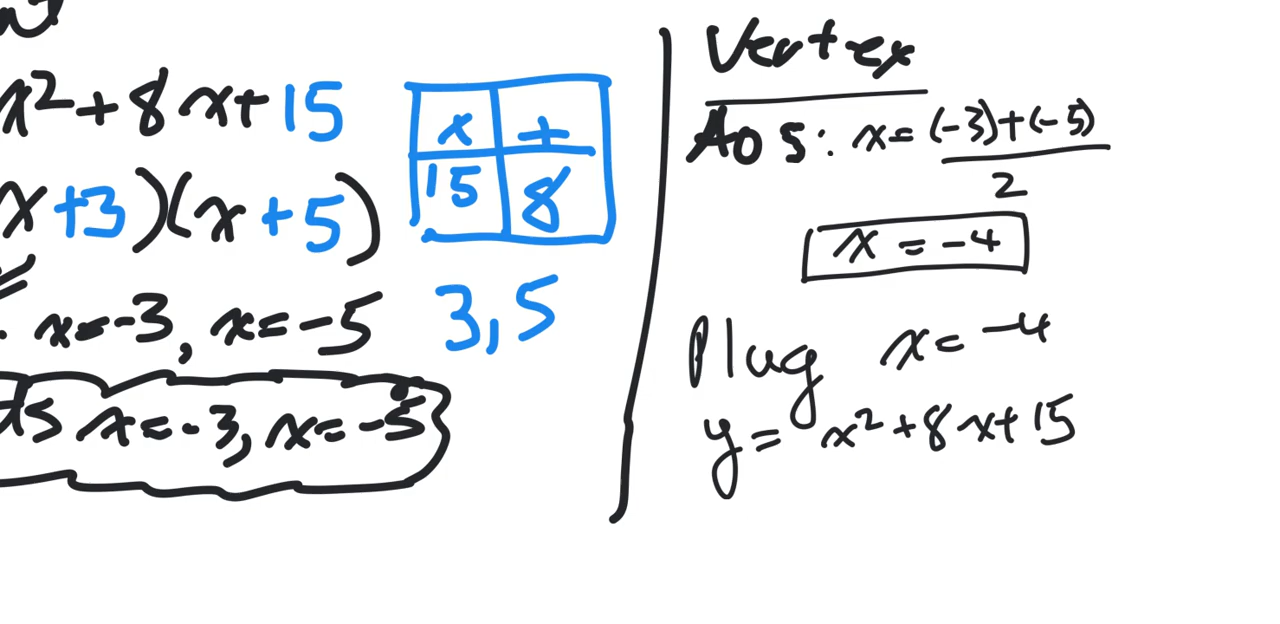 x²+8x+15
x+3)(x+5)
x=-3, x=-5
x=-3, x=-5
x +
15 8
3,5
Vertex
AoS: x=(-3)+(-5)/2
x=-4
Plug x=-4
y=x²+8x+15